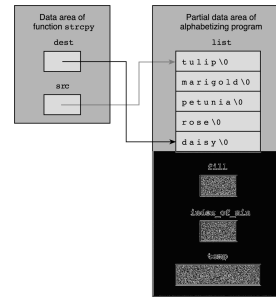 Data area of
function strcpy
dest
src
Partial data area of
alphabetizing program
list
tulip\0
marigold\0
petunia\0
rose\0
daisy\0
fill
index_of_min
temp